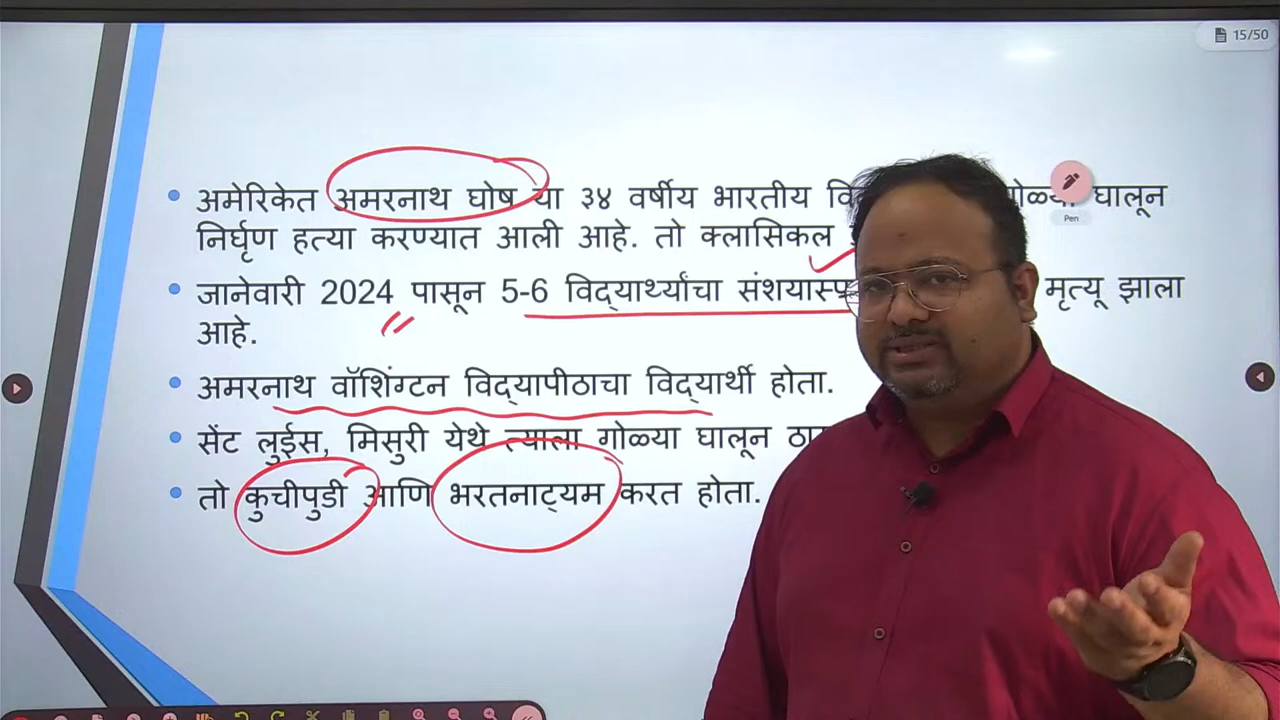 15/50
अमेरिकेत अमरनाथ घोष या ३४ वर्षीय भारतीय घालून
Pen
निर्घृण हत्या करण्यात आली आहे. तो क्लासिकल
जानेवारी 2024 पासून 5-6 विद्यार्थ्यांचा मृत्यू झाला
आहे.
अमरनाथ वॉशिंग्टन विद्यापीठाचा विद्यार्थी होता.
सेंट लुईस, मिसुरी येथे त्याला गोळ्या घालून
तो कुचीपुडी आणि भरतनाट्यम करत होता.